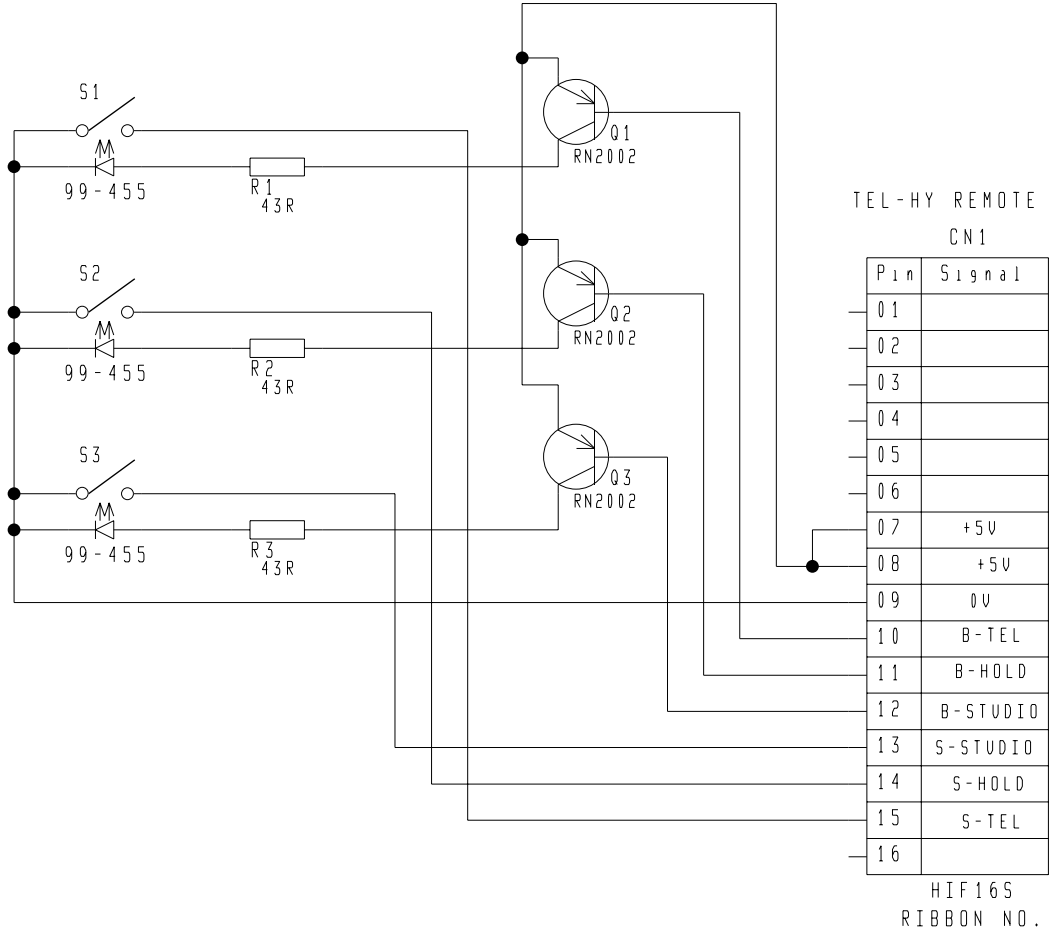 S1
99-455
R1
43R
Q1
RN2002
S2
99-455
R2
43R
Q2
RN2002
S3
99-455
R3
43R
Q3
RN2002
TEL-HY REMOTE
CN1
Pin Signal
01
02
03
04
05
06
07 +5V
08 +5V
09 0V
10 B-TEL
11 B-HOLD
12 B-STUDIO
13 S-STUDIO
14 S-HOLD
15 S-TEL
16
HIF16S
RIBBON NO.